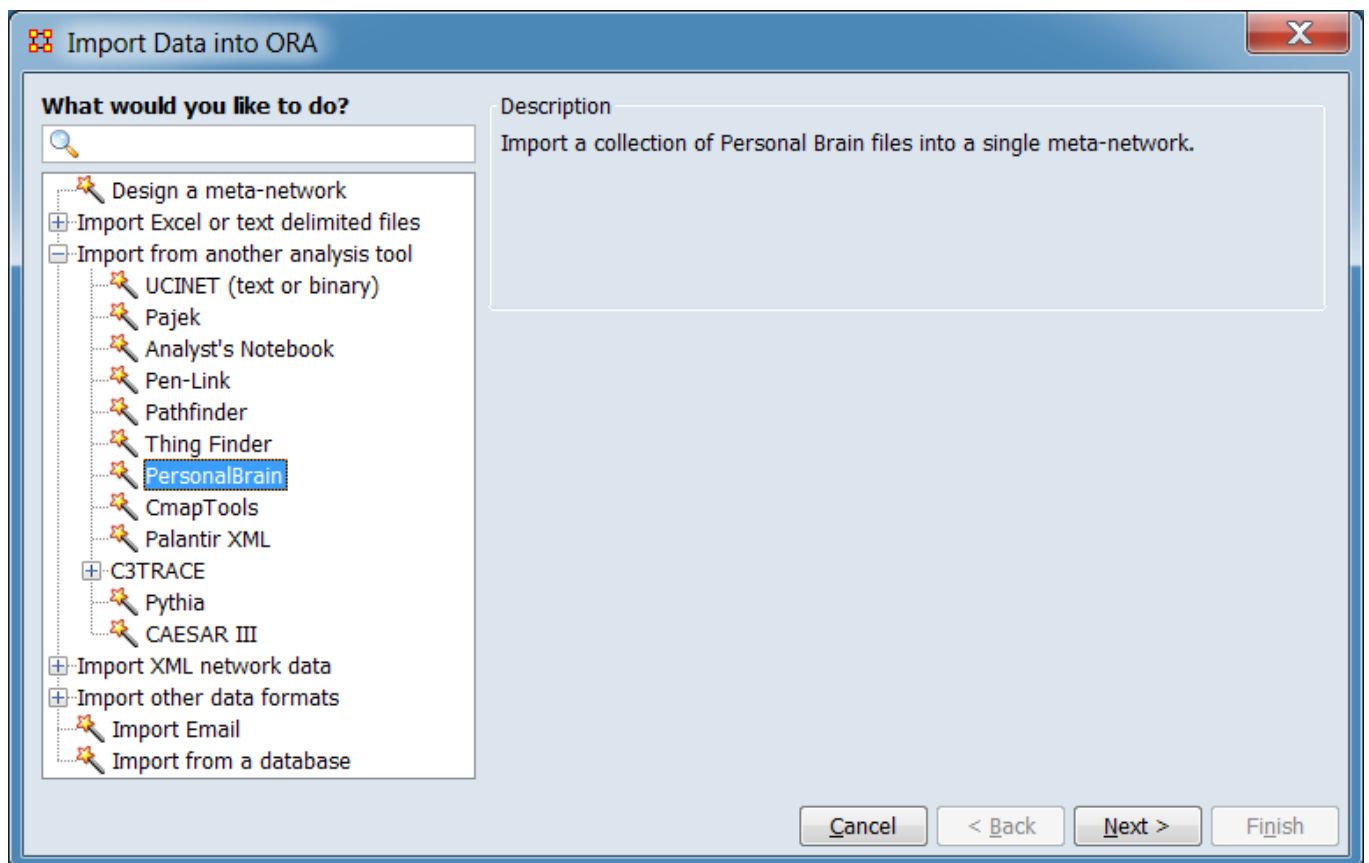 Import Data into ORA
X
What would you like to do?
Description
Import a collection of Personal Brain files into a single meta-network.
Design a meta-network
Import Excel or text delimited files
Import from another analysis tool
UCINET (text or binary)
Pajek
Analyst's Notebook
Pen-Link
Pathfinder
Thing Finder
PersonalBrain
CmapTools
Palantir XML
C3TRACE
Pythia
CAESAR III
Import XML network data
Import other data formats
Import Email
Import from a database
Cancel
< Back
Next >
Finish